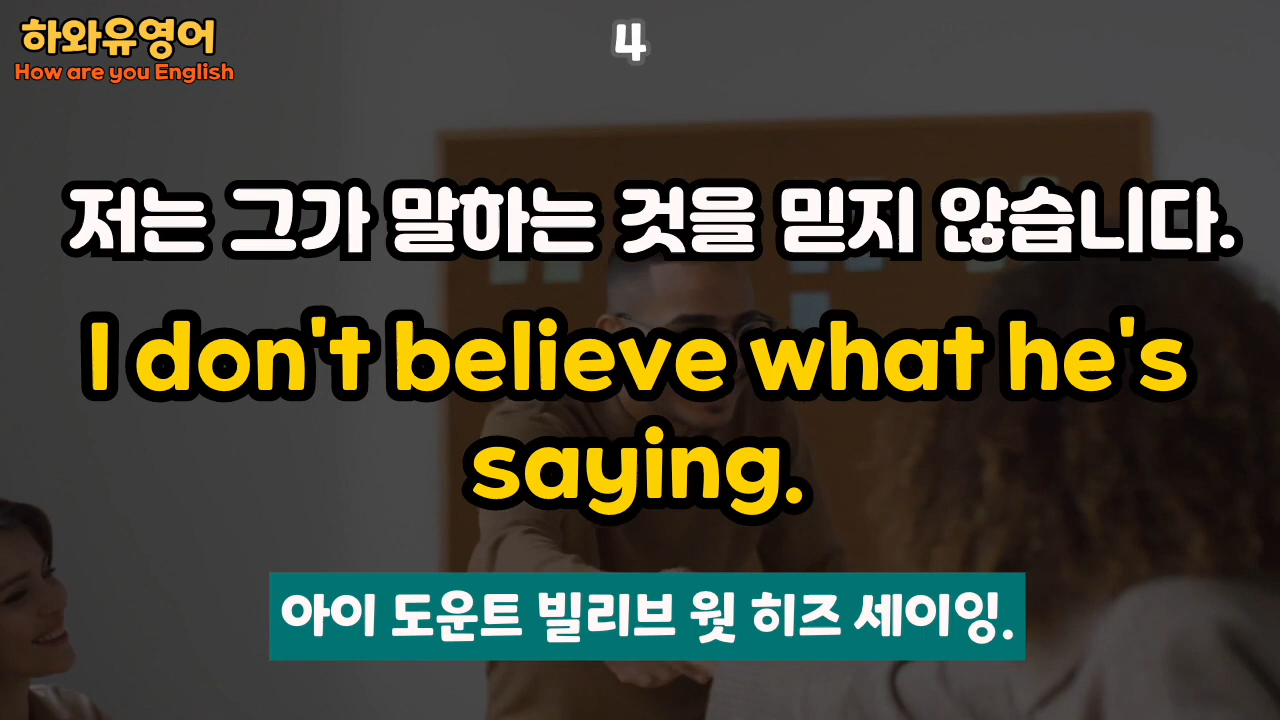 하와유영어
How are you English
4
저는 그가 말하는 것을 믿지 않습니다.
I don't believe what he's
saying.
아이 도운트 빌리브 웟 히즈 세이잉.